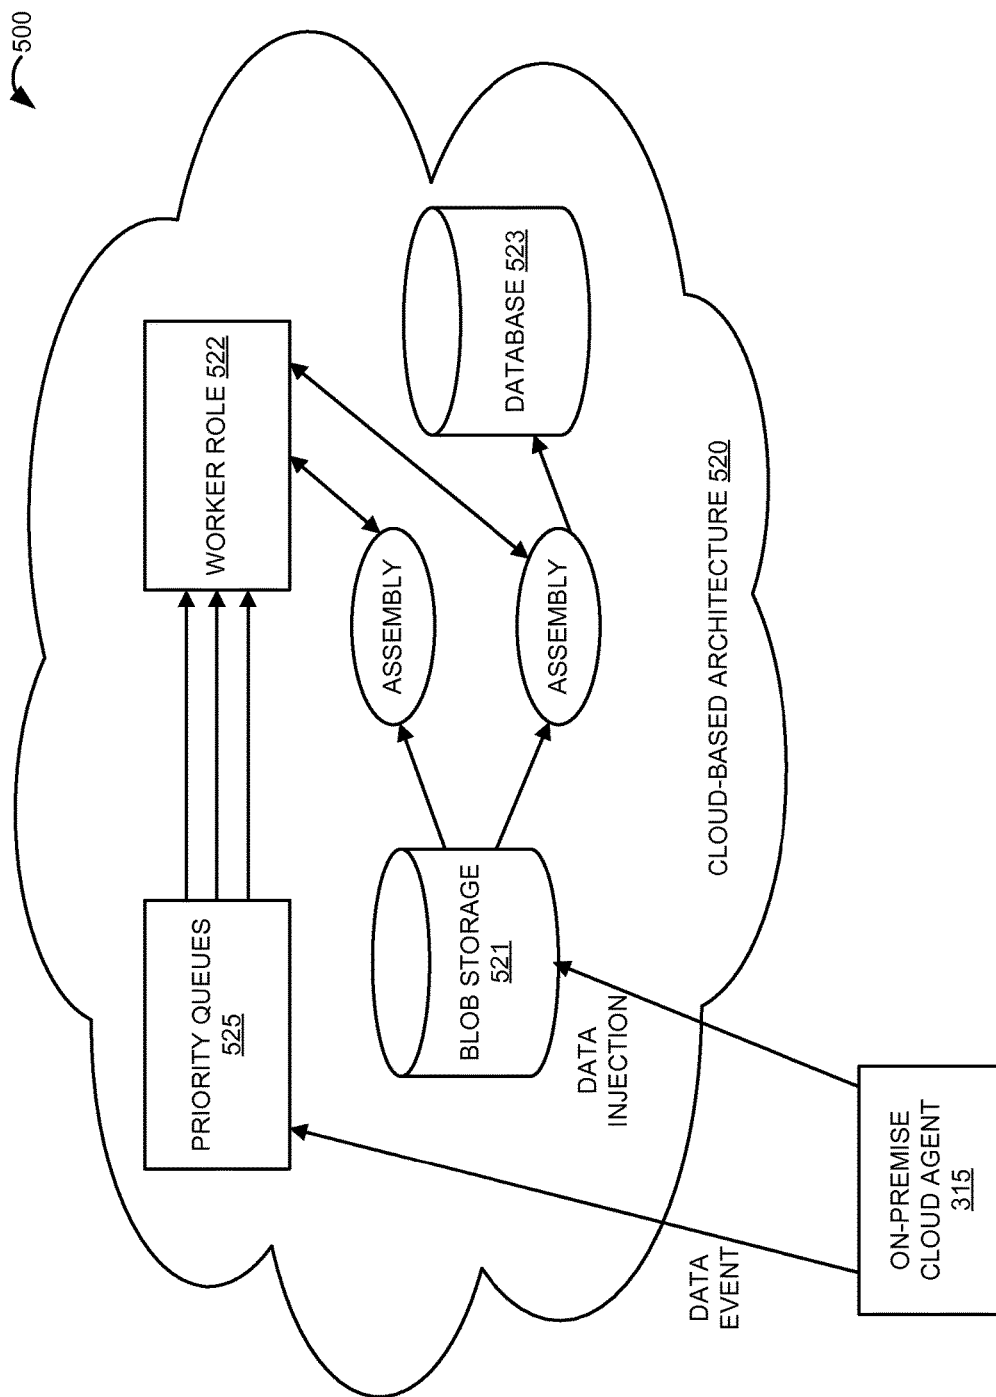 500
PRIORITY QUEUES
525
WORKER ROLE 522
BLOB STORAGE
521
ASSEMBLY
ASSEMBLY
DATABASE 523
DATA
INJECTION
CLOUD-BASED ARCHITECTURE 520
DATA
EVENT
ON-PREMISE
CLOUD AGENT
315